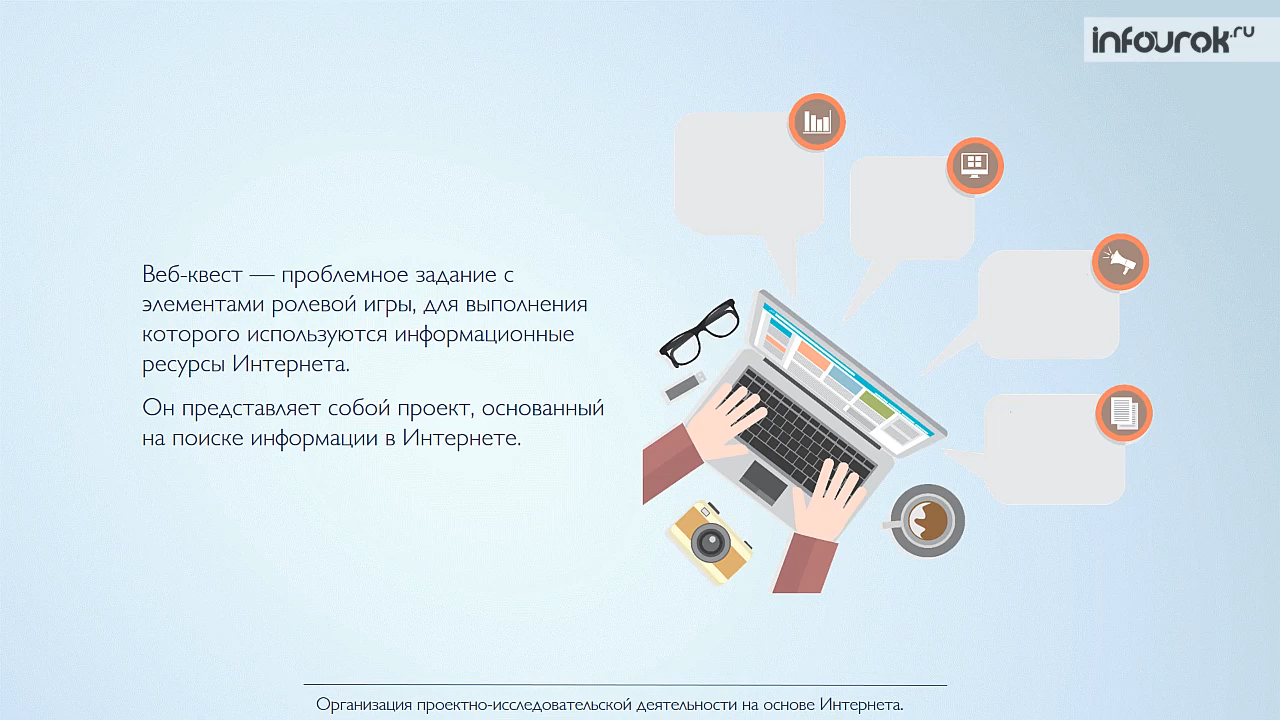 infourok.ru
Веб-квест — проблемное задание с
элементами ролевой игры, для выполнения
которого используются информационные
ресурсы Интернета.
Он представляет собой проект, основанный
на поиске информации в Интернете.
Организация проектно-исследовательской деятельности на основе Интернета.